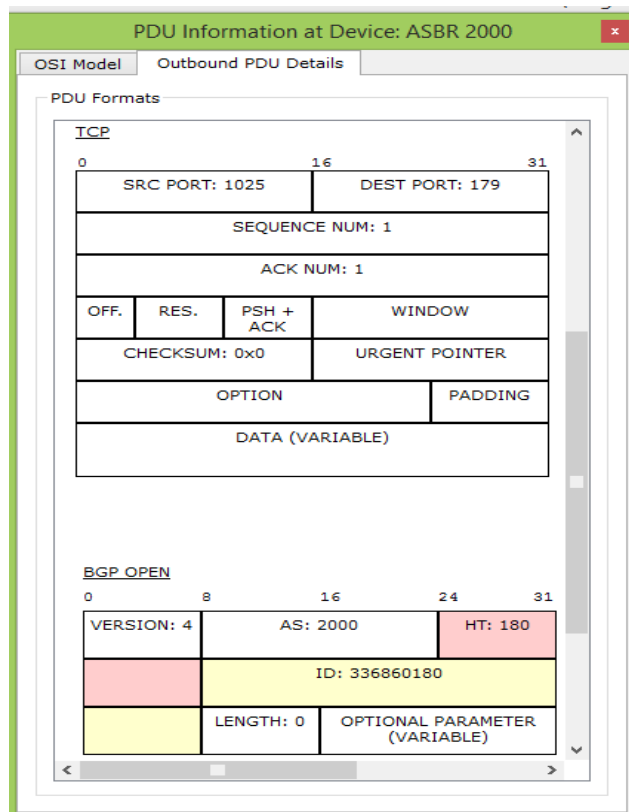 PDU Information at Device: ASBR 2000
x
OSI Model Outbound PDU Details
PDU Formats
TCP
0 16 31
SRC PORT: 1025 DEST PORT: 179
SEQUENCE NUM: 1
ACK NUM: 1
OFF. RES. PSH + ACK WINDOW
CHECKSUM: 0x0 URGENT POINTER
OPTION PADDING
DATA (VARIABLE)
BGP OPEN
0 8 16 24 31
VERSION: 4 AS: 2000 HT: 180
ID: 336860180
LENGTH: 0 OPTIONAL PARAMETER (VARIABLE)